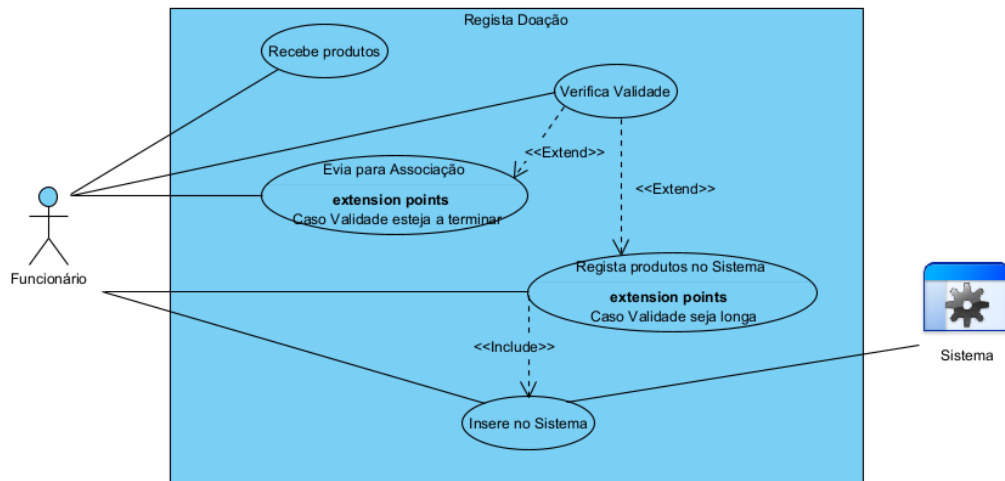 Regista Doação
Recebe produtos
Verifica Validade
<<Extend>>
Evia para Associação
extension points
Caso Validade esteja a terminar
<<Extend>>
Funcionário
Regista produtos no Sistema
extension points
Caso Validade seja longa
<<Include>>
Sistema
Insere no Sistema